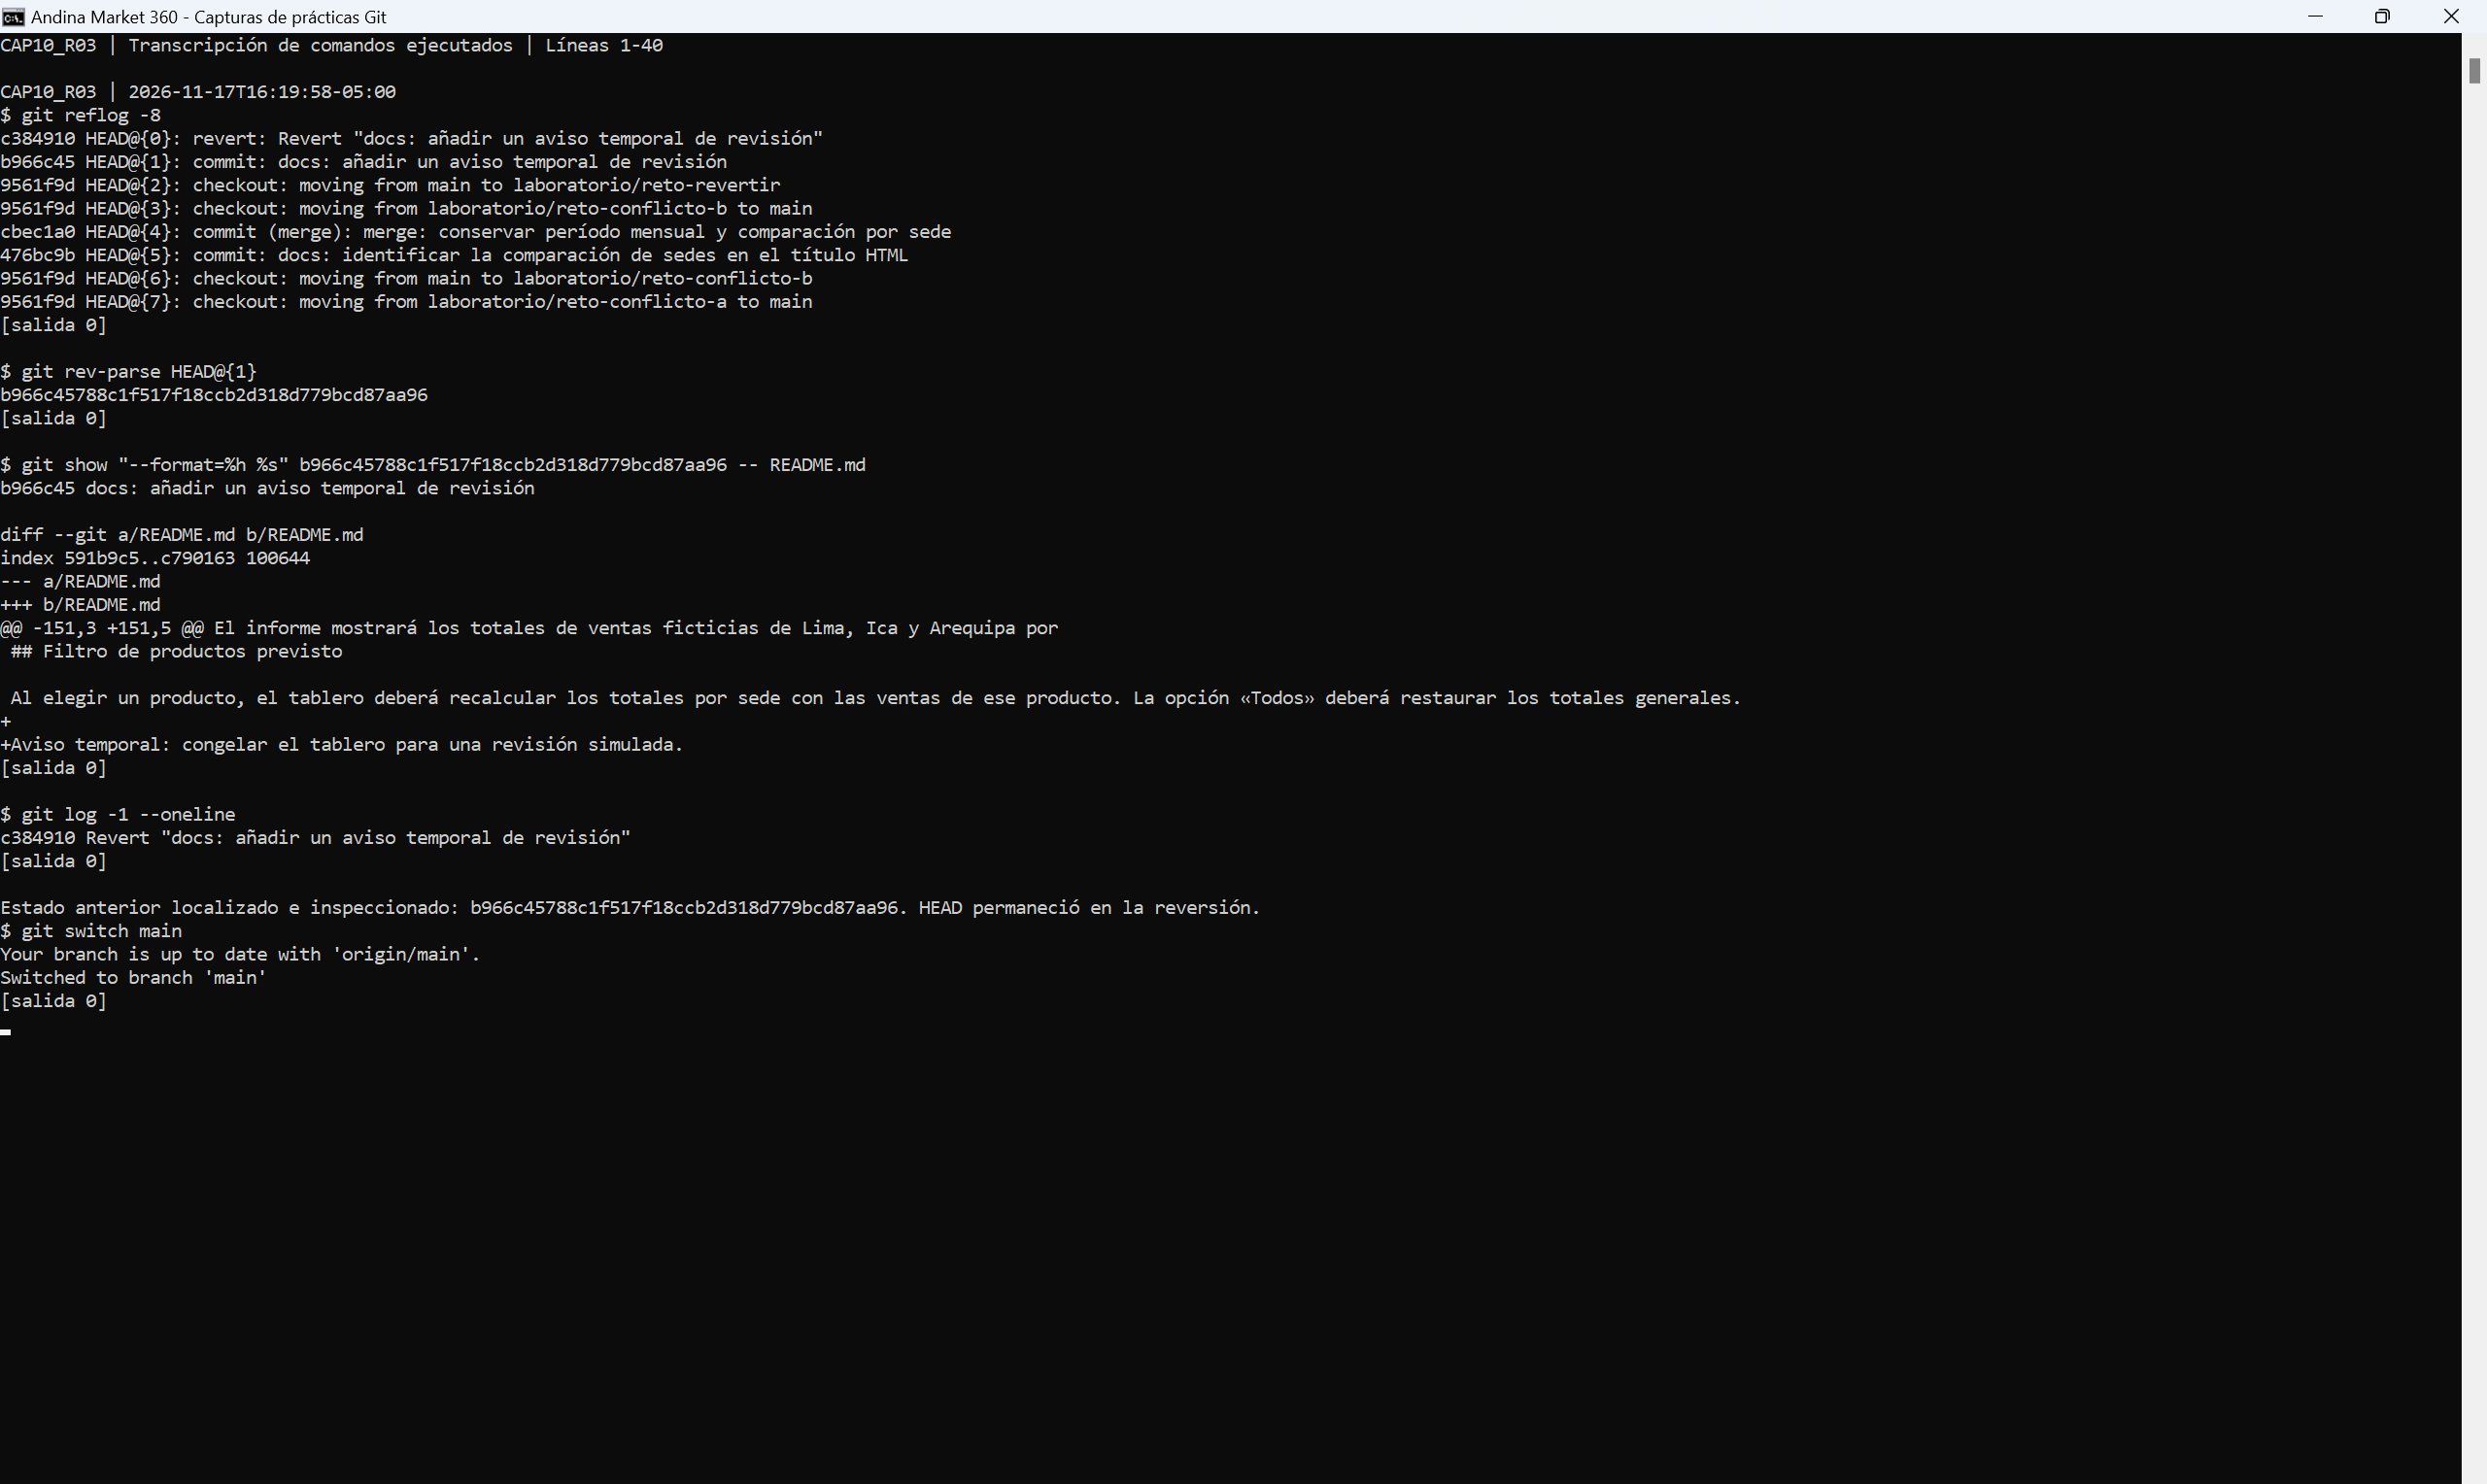 Andina Market 360 - Capturas de prácticas Git
CAP10_R03 | Transcripción de comandos ejecutados | Líneas 1-40
CAP10_R03 | 2026-11-17T16:19:58-05:00
$ git reflog -8
c384910 HEAD@{0}: revert: Revert "docs: añadir un aviso temporal de revisión"
b966c45 HEAD@{1}: commit: docs: añadir un aviso temporal de revisión
9561f9d HEAD@{2}: checkout: moving from main to laboratorio/reto-revertir
9561f9d HEAD@{3}: checkout: moving from laboratorio/reto-conflicto-b to main
cbec1a0 HEAD@{4}: commit (merge): merge: conservar período mensual y comparación por sede
476bc9b HEAD@{5}: commit: docs: identificar la comparación de sedes en el título HTML
9561f9d HEAD@{6}: checkout: moving from main to laboratorio/reto-conflicto-b
9561f9d HEAD@{7}: checkout: moving from laboratorio/reto-conflicto-a to main
[salida 0]
$ git rev-parse HEAD@{1}
b966c45788c1f517f18ccb2d318d779bcd87aa96
[salida 0]
$ git show "--format=%h %s" b966c45788c1f517f18ccb2d318d779bcd87aa96 -- README.md
b966c45 docs: añadir un aviso temporal de revisión
diff --git a/README.md b/README.md
index 591b9c5..c790163 100644
--- a/README.md
+++ b/README.md
@@ -151,3 +151,5 @@ El informe mostrará los totales de ventas ficticias de Lima, Ica y Arequipa por
## Filtro de productos previsto
Al elegir un producto, el tablero deberá recalcular los totales por sede con las ventas de ese producto. La opción «Todos» deberá restaurar los totales generales.
+
+Aviso temporal: congelar el tablero para una revisión simulada.
[salida 0]
$ git log -1 --oneline
c384910 Revert "docs: añadir un aviso temporal de revisión"
[salida 0]
Estado anterior localizado e inspeccionado: b966c45788c1f517f18ccb2d318d779bcd87aa96. HEAD permaneció en la reversión.
$ git switch main
Your branch is up to date with 'origin/main'.
Switched to branch 'main'
[salida 0]